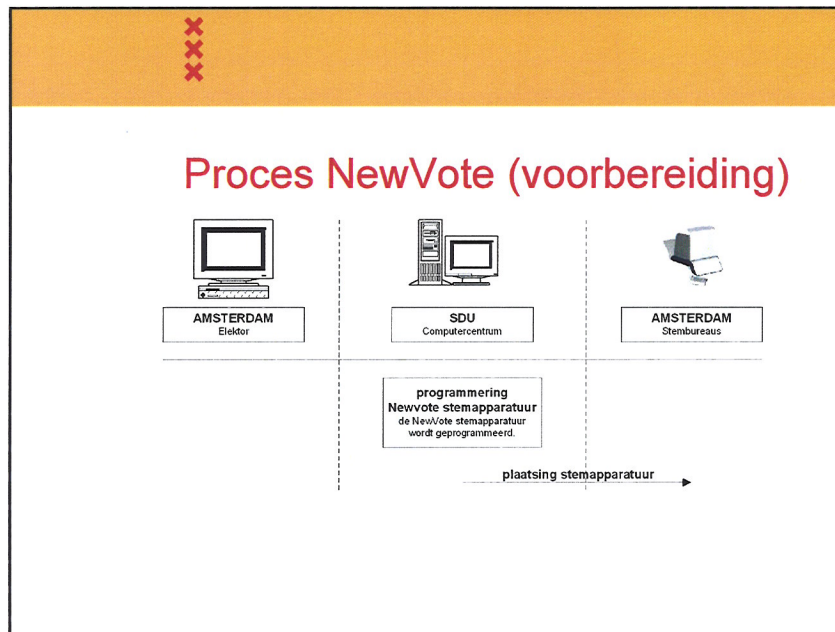 Proces NewVote (voorbereiding)
AMSTERDAM
Elektor
SDU
Computercentrum
AMSTERDAM
Stembureaus
programmering
Newvote stemapparatuur
de NewVote stemapparatuur
wordt geprogrammeerd.
plaatsing stemapparatuur